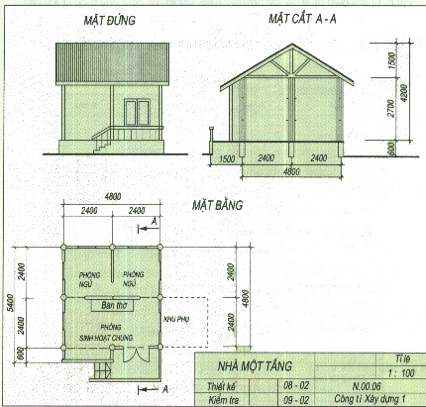 MẶT ĐỨNG
MẶT CẮT A - A
1500
2700
4200
600
1500
2400
2400
4800
MẶT BẰNG
4800
2400
2400
A
2400
2400
600
5400
PHÒNG
NGỦ
PHÒNG
NGỦ
Bàn thờ
PHÒNG
SINH HOẠT CHUNG
KHU PHỤ
2400
2400
4800
A
NHÀ MỘT TẦNG
Tỉ lệ
1 : 100
Thiết kế
08 - 02
N.00.06
Kiểm tra
09 - 02
Công ti Xây dựng 1